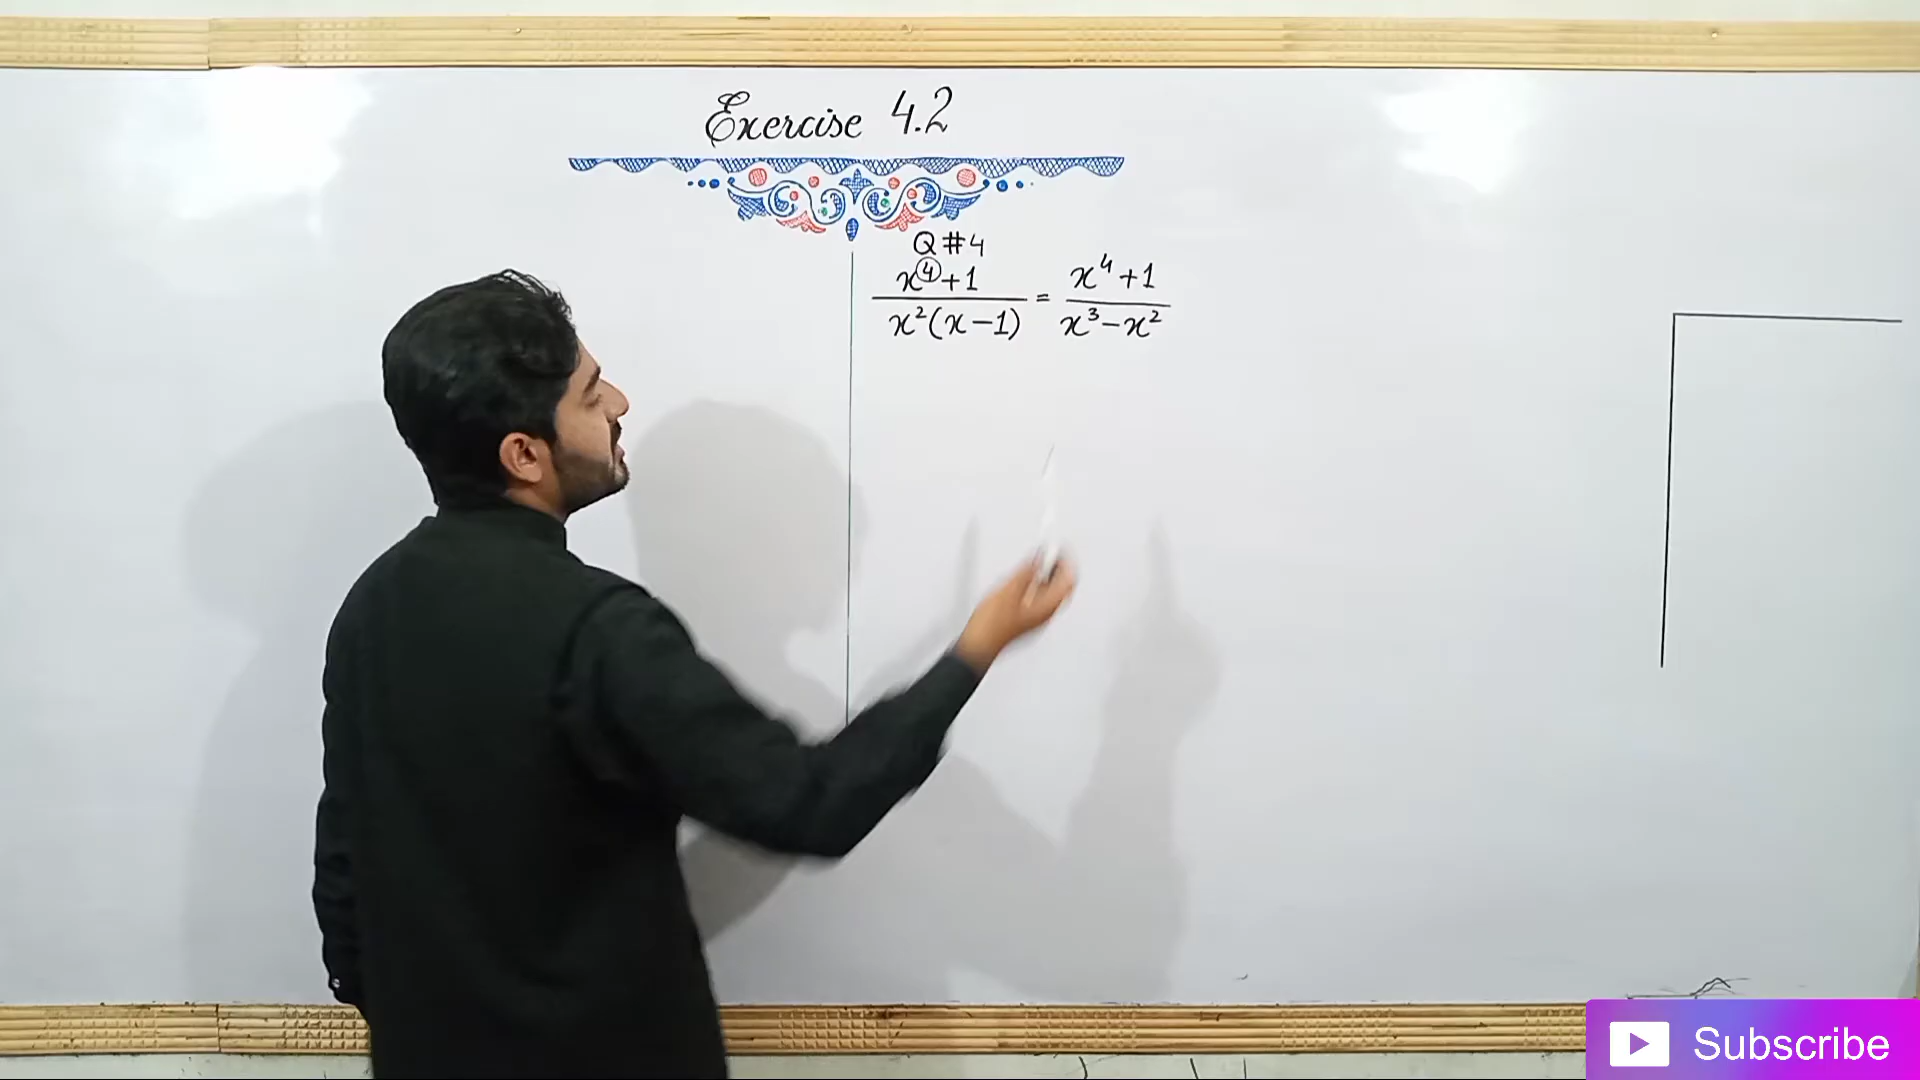 Exercise 4.2
Q #4
x⁴+1 / x²(x−1) = x⁴+1 / x³−x²
Subscribe